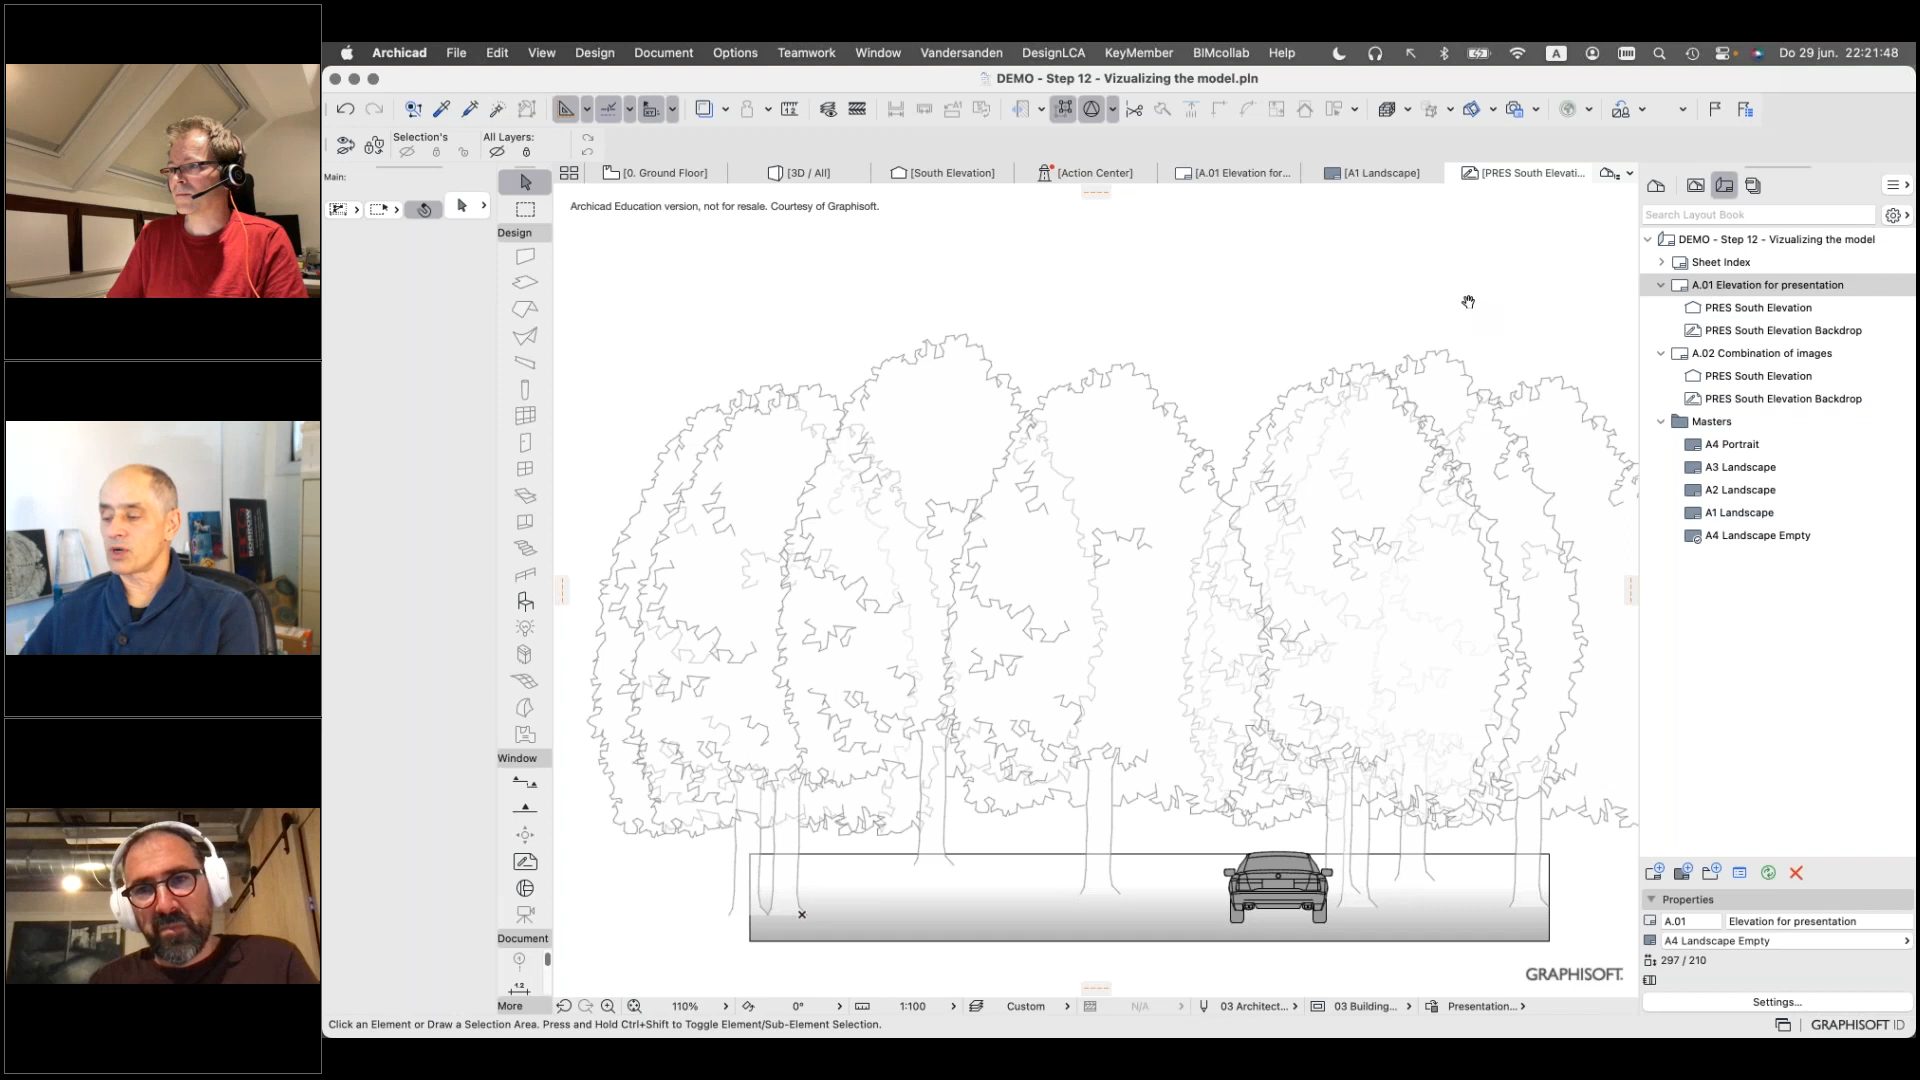 Archicad File Edit View Design Document Options Teamwork Window Vandersanden DesignLCA KeyMember BIMcollab Help A Do 29 jun. 22:21:48
DEMO - Step 12 - Vizualizing the model.pln
Selection's
All Layers:
Main:
[0. Ground Floor]
[3D / All]
[South Elevation]
[Action Center]
[A.01 Elevation for...
[A1 Landscape]
[PRES South Elevati...
Archicad Education version, not for resale. Courtesy of Graphisoft.
Design
Window
Document
1.2
More
Search Layout Book
DEMO - Step 12 - Vizualizing the model
Sheet Index
A.01 Elevation for presentation
PRES South Elevation
PRES South Elevation Backdrop
A.02 Combination of images
PRES South Elevation
PRES South Elevation Backdrop
Masters
A4 Portrait
A3 Landscape
A2 Landscape
A1 Landscape
A4 Landscape Empty
Properties
A.01 Elevation for presentation
A4 Landscape Empty
297 / 210
Settings...
GRAPHISOFT.
110% 0° 1:100 Custom N/A 03 Architect... 03 Building... Presentation...
Click an Element or Draw a Selection Area. Press and Hold Ctrl+Shift to Toggle Element/Sub-Element Selection.
GRAPHISOFT ID